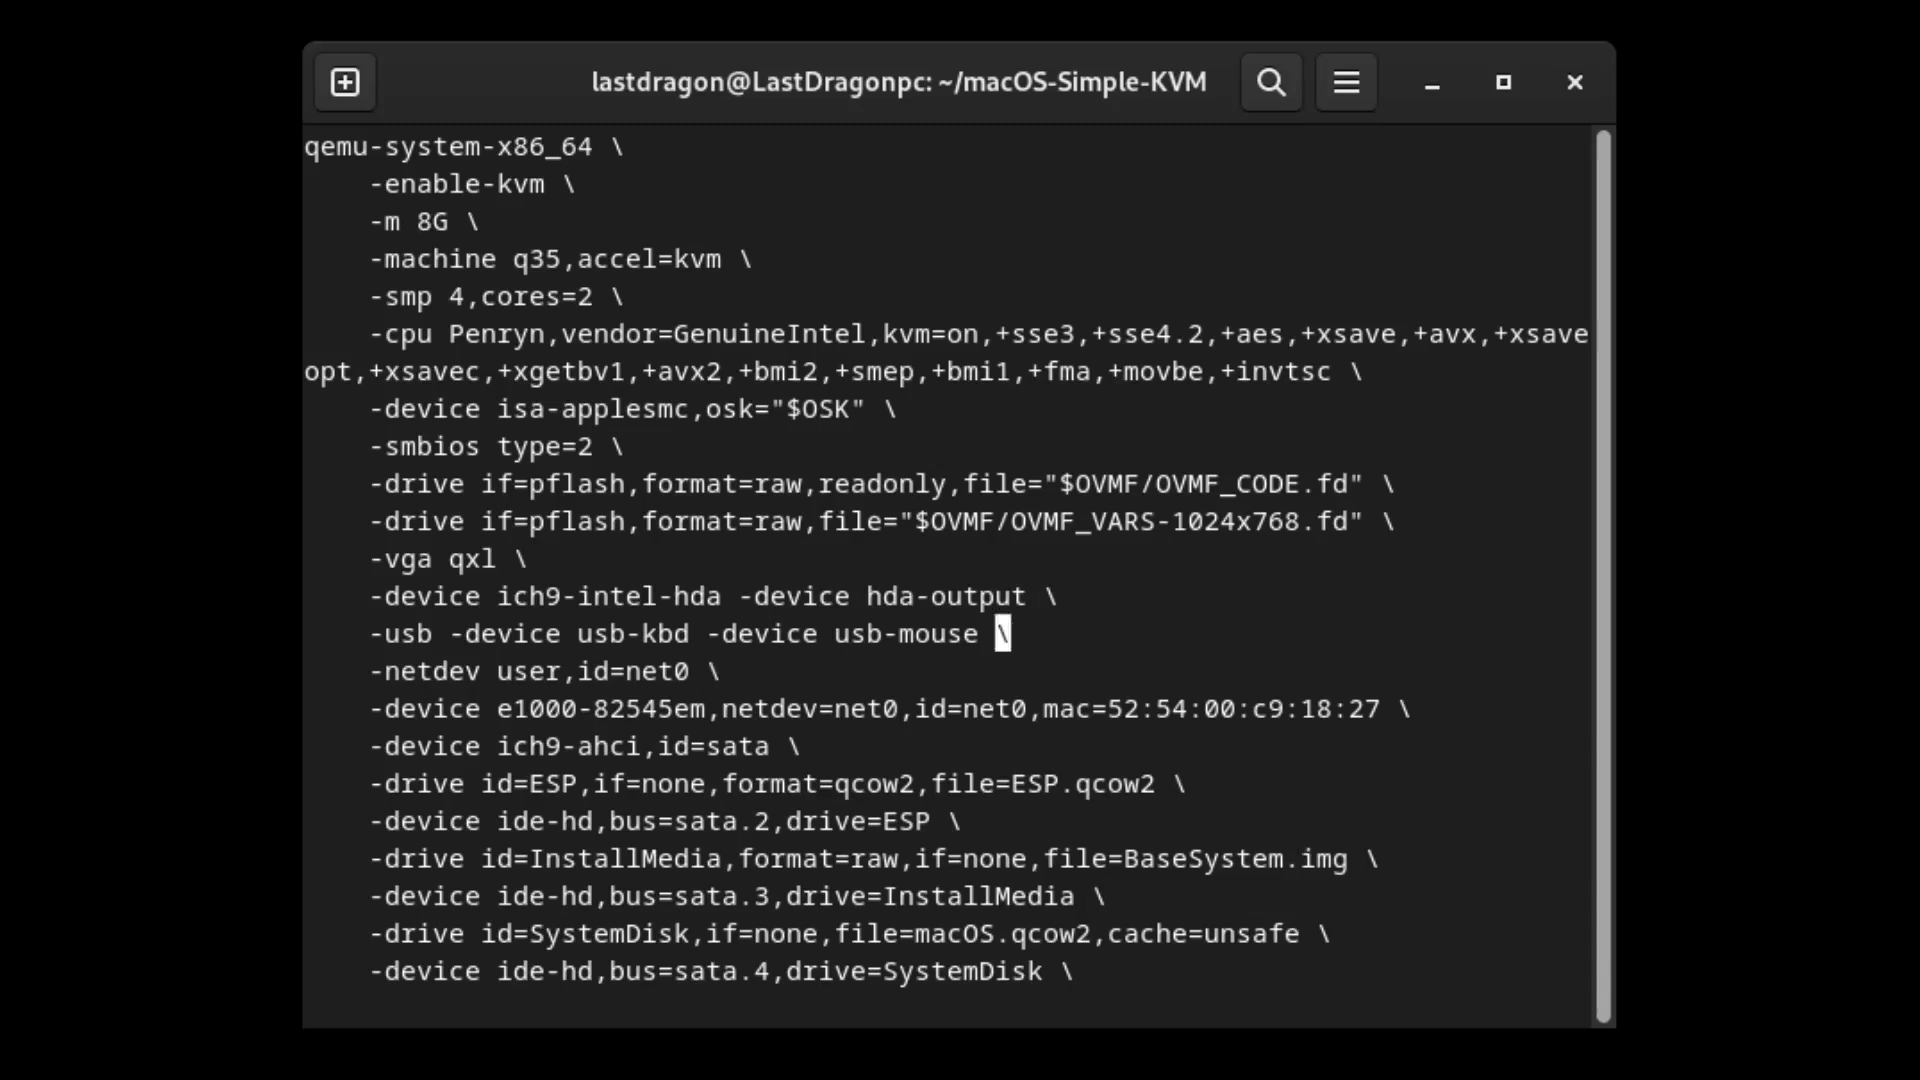 lastdragon@LastDragonpc: ~/macOS-Simple-KVM
qemu-system-x86_64 \
-enable-kvm \
-m 8G \
-machine q35,accel=kvm \
-smp 4,cores=2 \
-cpu Penryn,vendor=GenuineIntel,kvm=on,+sse3,+sse4.2,+aes,+xsave,+avx,+xsave
opt,+xsavec,+xgetbv1,+avx2,+bmi2,+smep,+bmi1,+fma,+movbe,+invtsc \
-device isa-applesmc,osk="$OSK" \
-smbios type=2 \
-drive if=pflash,format=raw,readonly,file="$OVMF/OVMF_CODE.fd" \
-drive if=pflash,format=raw,file="$OVMF/OVMF_VARS-1024x768.fd" \
-vga qxl \
-device ich9-intel-hda -device hda-output \
-usb -device usb-kbd -device usb-mouse \
-netdev user,id=net0 \
-device e1000-82545em,netdev=net0,id=net0,mac=52:54:00:c9:18:27 \
-device ich9-ahci,id=sata \
-drive id=ESP,if=none,format=qcow2,file=ESP.qcow2 \
-device ide-hd,bus=sata.2,drive=ESP \
-drive id=InstallMedia,format=raw,if=none,file=BaseSystem.img \
-device ide-hd,bus=sata.3,drive=InstallMedia \
-drive id=SystemDisk,if=none,file=macOS.qcow2,cache=unsafe \
-device ide-hd,bus=sata.4,drive=SystemDisk \